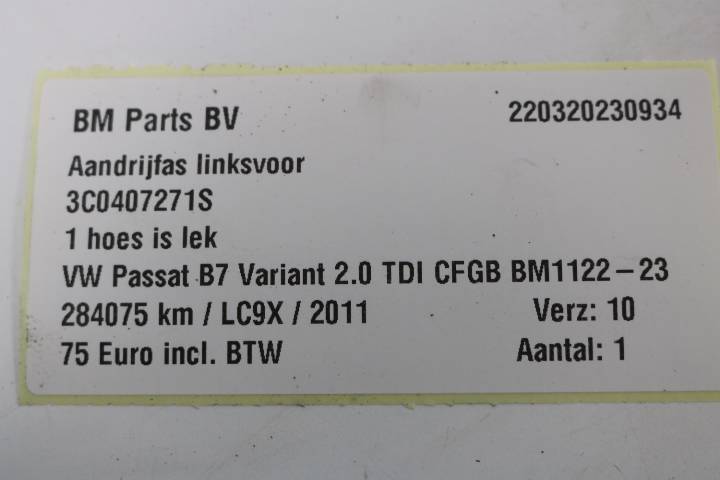 BM Parts BV 220320230934
Aandrijfas linksvoor
3C0407271S
1 hoes is lek
VW Passat B7 Variant 2.0 TDI CFGB BM1122-23
284075 km / LC9X / 2011 Verz: 10
75 Euro incl. BTW Aantal: 1